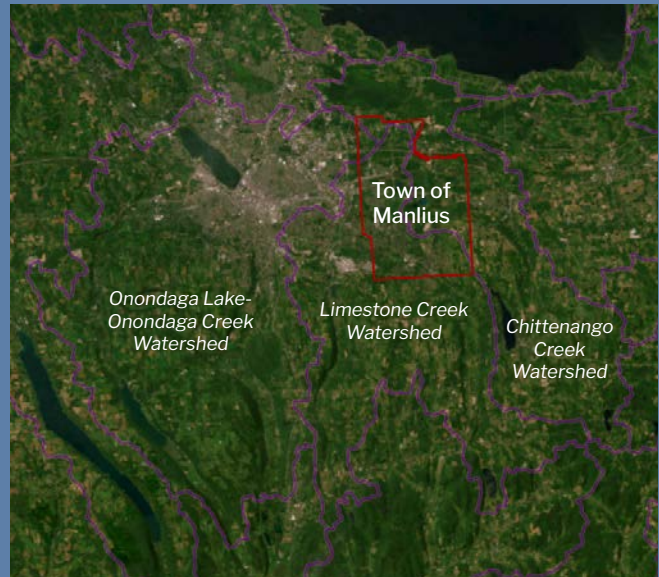 Town of
Manlius
Onondaga Lake-
Onondaga Creek
Watershed
Limestone Creek
Watershed
Chittenango
Creek
Watershed